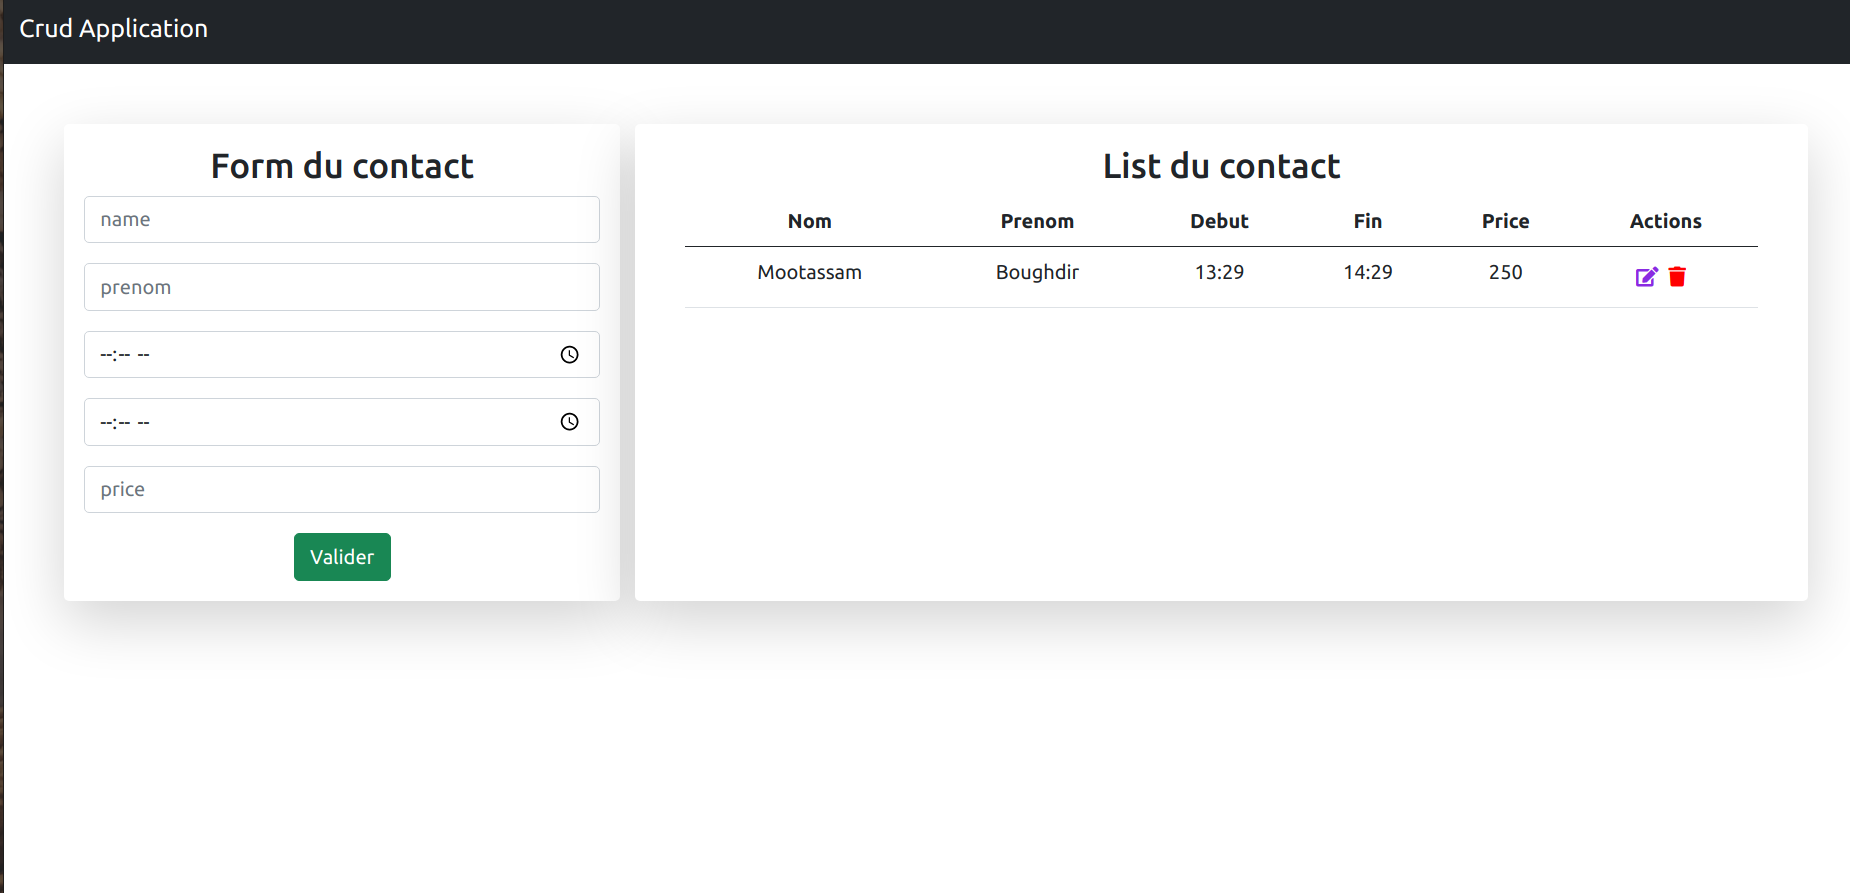 Crud Application
Form du contact
name
prenom
--:-- --
--:-- --
price
Valider
List du contact
Nom Prenom Debut Fin Price Actions
Mootassam Boughdir 13:29 14:29 250